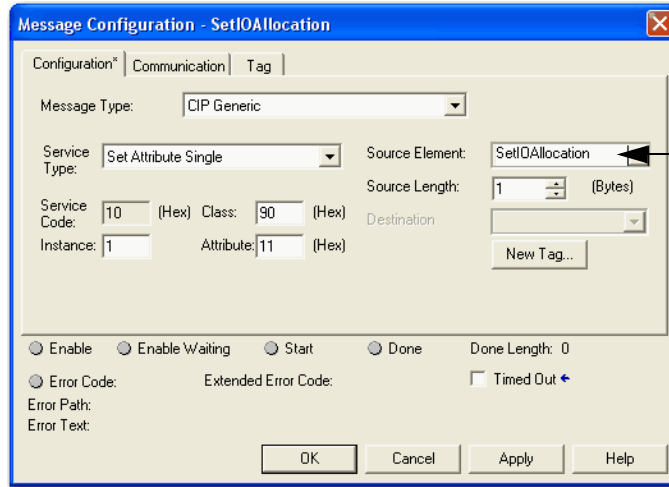 Message Configuration - SetIOAllocation
Configuration* Communication Tag
Message Type: CIP Generic
Service Type: Set Attribute Single
Source Element: SetIOAllocation
Source Length: 1 (Bytes)
Service Code: 10 (Hex) Class: 90 (Hex)
Destination
Instance: 1 Attribute: 11 (Hex)
New Tag...
Enable Enable Waiting Start Done Done Length: 0
Error Code: Extended Error Code: Timed Out
Error Path:
Error Text:
OK Cancel Apply Help